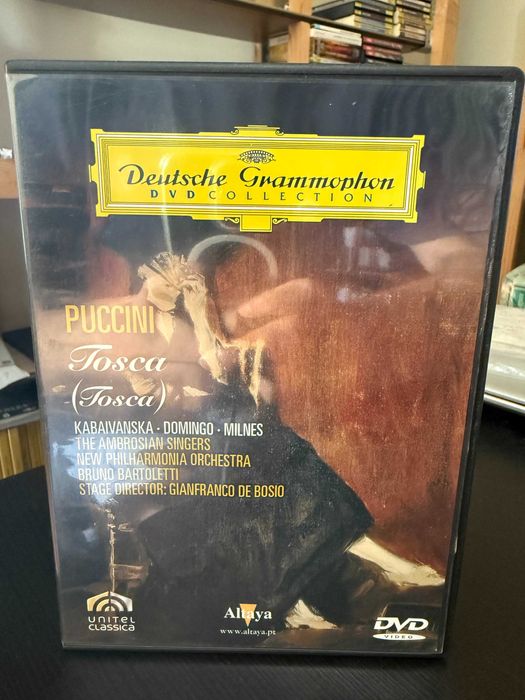 Deutsche Grammophon
DVD COLLECTION
PUCCINI
Tosca
(Tosca)
KABAIVANSKA · DOMINGO · MILNES
THE AMBROSIAN SINGERS
NEW PHILHARMONIA ORCHESTRA
BRUNO BARTOLETTI
STAGE DIRECTOR: GIANFRANCO DE BOSIO
UNITEL
CLASSICA
Altaya
www.altaya.pt
DVD
VIDEO